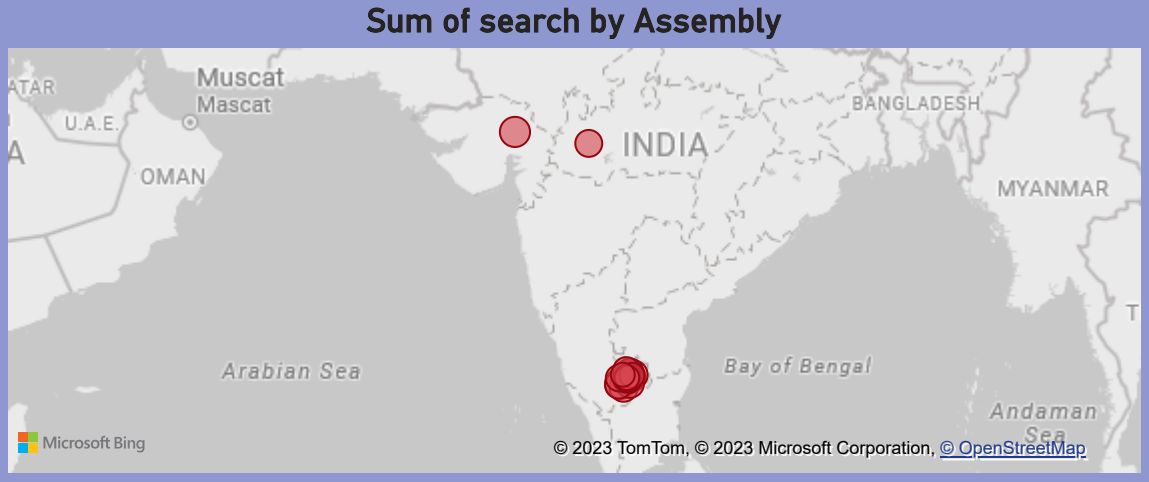 Sum of search by Assembly
Muscat
Mascat
ATAR
U.A.E.
A
OMAN
INDIA
BANGLADESH
MYANMAR
T
Arabian Sea
Bay of Bengal
Andaman
Sea
Microsoft Bing
© 2023 TomTom, © 2023 Microsoft Corporation, © OpenStreetMap